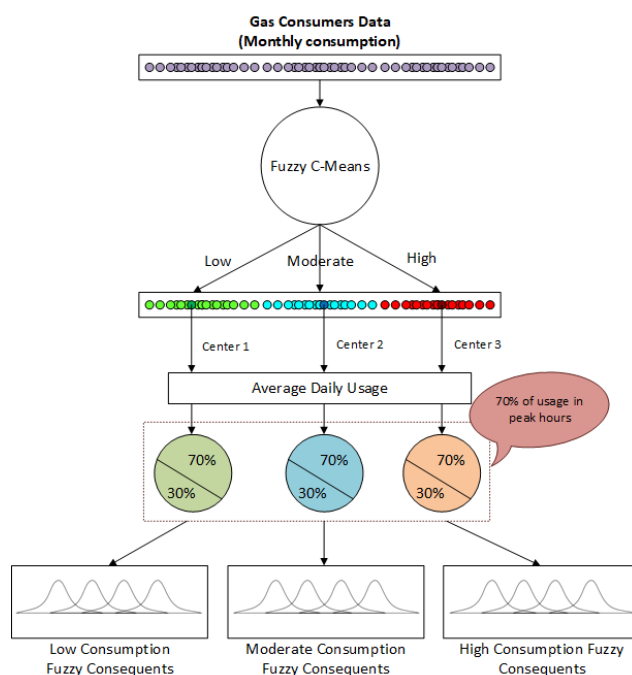 Gas Consumers Data
(Monthly consumption)
Fuzzy C-Means
Low
Moderate
High
Center 1
Center 2
Center 3
Average Daily Usage
70% of usage in
peak hours
70%
30%
70%
30%
70%
30%
Low Consumption
Fuzzy Consequents
Moderate Consumption
Fuzzy Consequents
High Consumption Fuzzy
Consequents